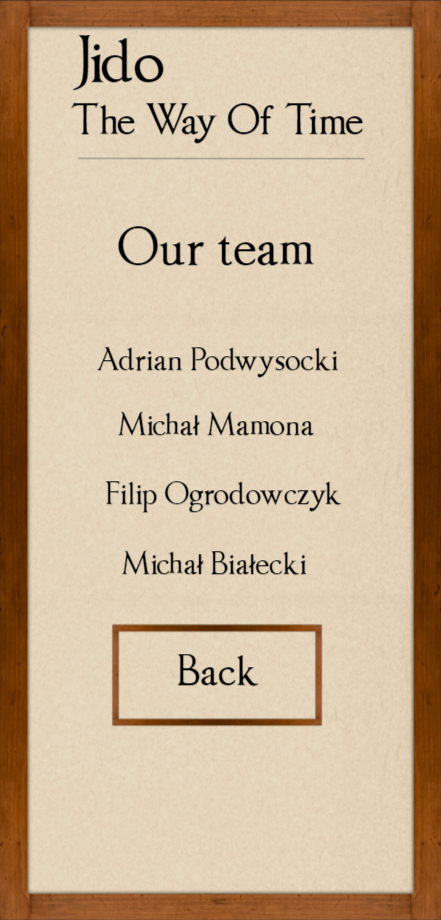 Jido
The Way Of Time
Our team
Adrian Podwysocki
Michał Mamona
Filip Ogrodowczyk
Michał Białecki
Back